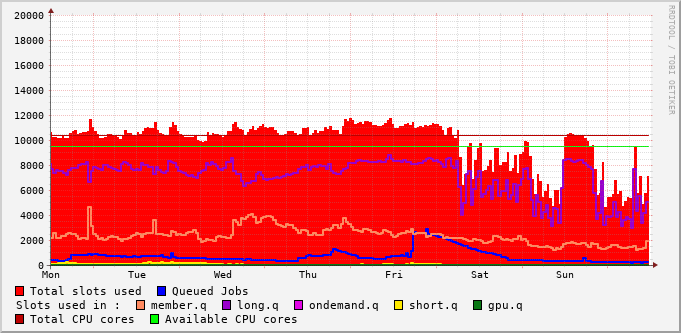 20000
18000
16000
14000
12000
10000
8000
6000
4000
2000
0
Mon Tue Wed Thu Fri Sat Sun
RRDTOOL / TOBI OETIKER
Total slots used Queued Jobs
Slots used in : member.q long.q ondemand.q short.q gpu.q
Total CPU cores Available CPU cores